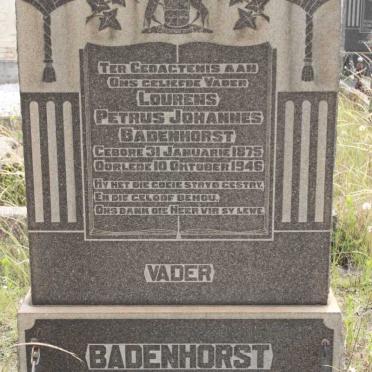 TER GEDACTENIS AAN
ONS GELIEFDE VADER
LOURENS
PETRUS JOHANNES
BADENHORST
GEBORE 31 JANUARIE 1875
OORLEDE 10 OKTOBER 1946
HY HET DIE GOEIE STRYD GESTRY,
EN DIE GELOOF BEHOU,
ONS DANK DIE HEER VIR SY LEWE.
VADER
BADENHORST